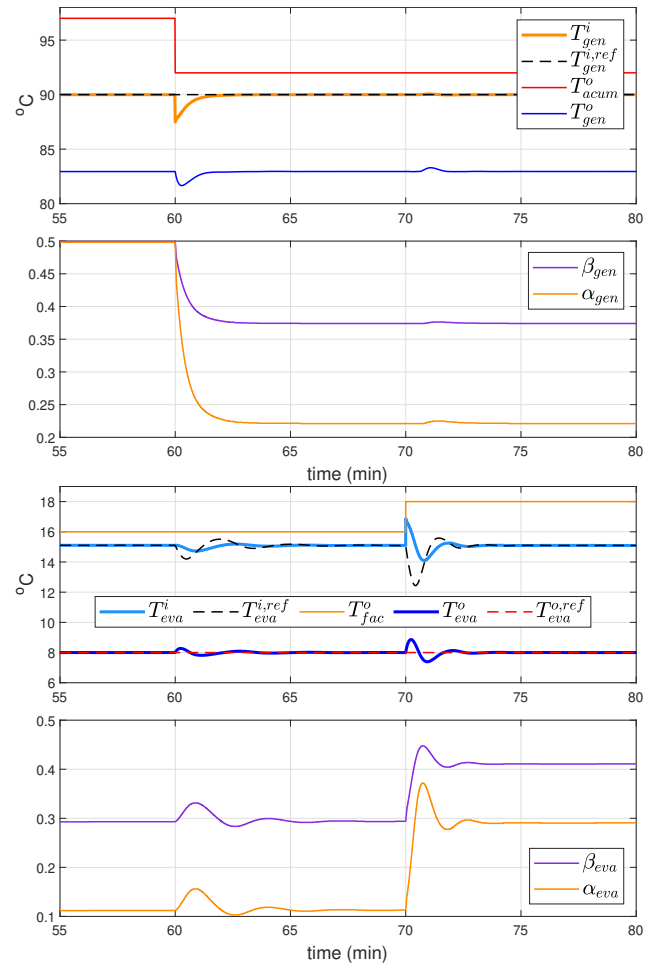 95
90
85
80
°C
55 60 65 70 75 80
T^i_gen
T^{i,ref}_gen
T^o_acum
T^o_gen
0.5
0.45
0.4
0.35
0.3
0.25
0.2
55 60 65 70 75 80
time (min)
β_gen
α_gen
18
16
14
12
10
8
6
°C
55 60 65 70 75 80
T^i_eva T^{i,ref}_eva T^o_fac T^o_eva T^{o,ref}_eva
0.5
0.4
0.3
0.2
0.1
55 60 65 70 75 80
time (min)
β_eva
α_eva